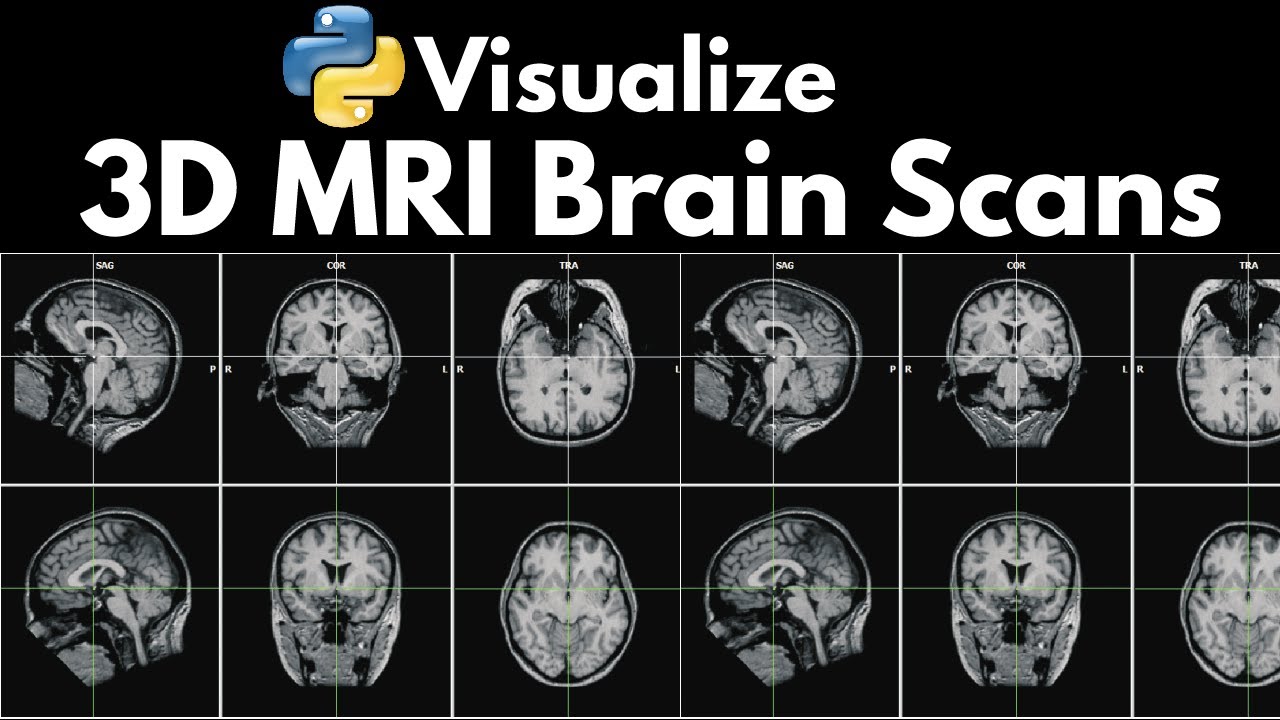 Visualize
3D MRI Brain Scans
SAG COR TRA SAG COR TRA
P R L R L P R L R